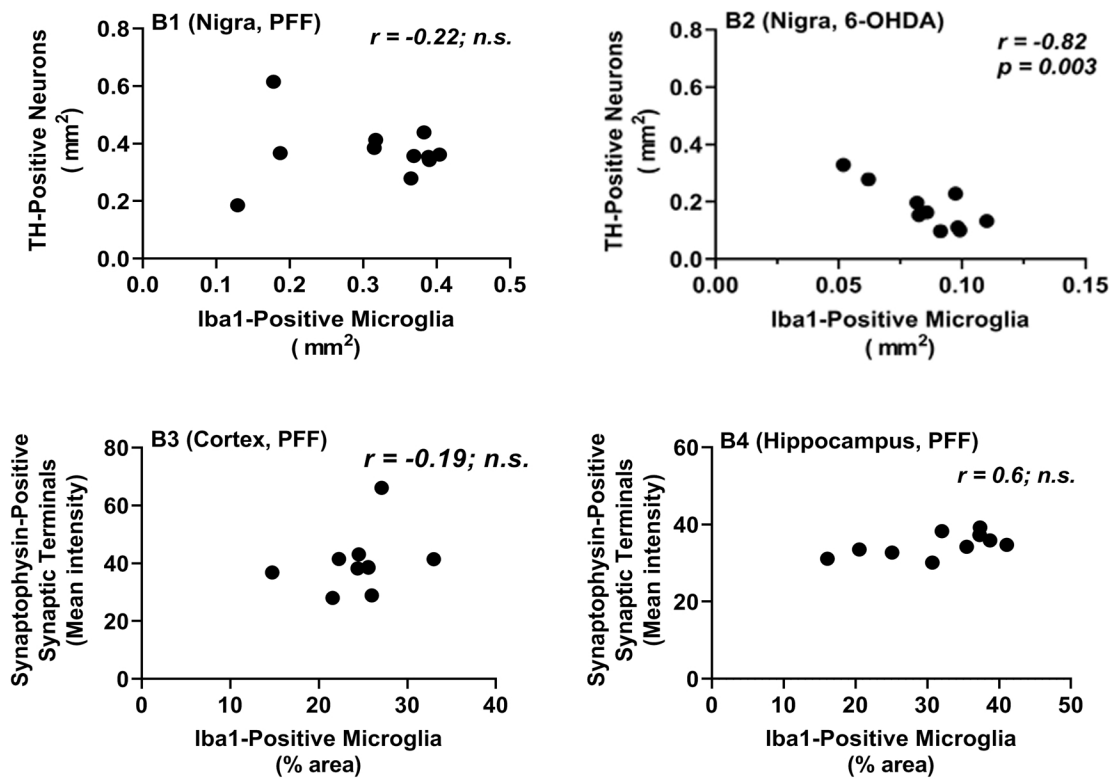 B1 (Nigra, PFF)
r = -0.22; n.s.
TH-Positive Neurons
( mm²)
0.8
0.6
0.4
0.2
0.0
0.0 0.1 0.2 0.3 0.4 0.5
Iba1-Positive Microglia
( mm²)
B2 (Nigra, 6-OHDA)
r = -0.82
p = 0.003
TH-Positive Neurons
( mm²)
0.8
0.6
0.4
0.2
0.0
0.00 0.05 0.10 0.15
Iba1-Positive Microglia
( mm²)
B3 (Cortex, PFF)
r = -0.19; n.s.
Synaptophysin-Positive
Synaptic Terminals
(Mean intensity)
80
60
40
20
0
0 10 20 30 40
Iba1-Positive Microglia
(% area)
B4 (Hippocampus, PFF)
r = 0.6; n.s.
Synaptophysin-Positive
Synaptic Terminals
(Mean intensity)
60
40
20
0
0 10 20 30 40 50
Iba1-Positive Microglia
(% area)